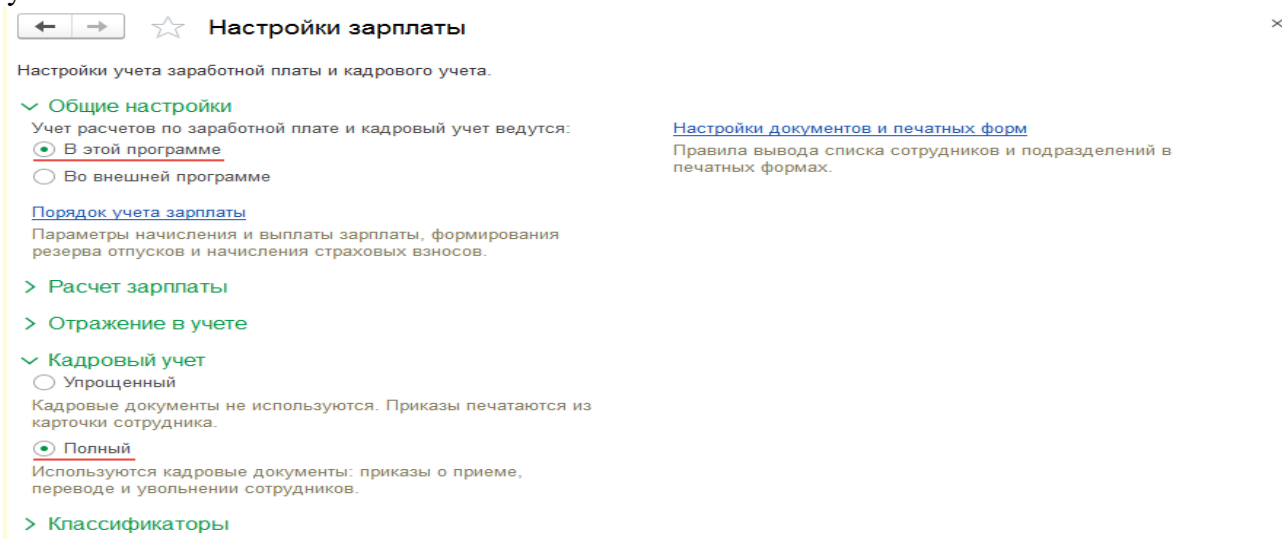 Настройки зарплаты
Настройки учета заработной платы и кадрового учета.
Общие настройки
Учет расчетов по заработной плате и кадровый учет ведутся:
В этой программе
Во внешней программе
Порядок учета зарплаты
Параметры начисления и выплаты зарплаты, формирования
резерва отпусков и начисления страховых взносов.
Настройки документов и печатных форм
Правила вывода списка сотрудников и подразделений в
печатных формах.
Расчет зарплаты
Отражение в учете
Кадровый учет
Упрощенный
Кадровые документы не используются. Приказы печатаются из
карточки сотрудника.
Полный
Используются кадровые документы: приказы о приеме,
переводе и увольнении сотрудников.
Классификаторы